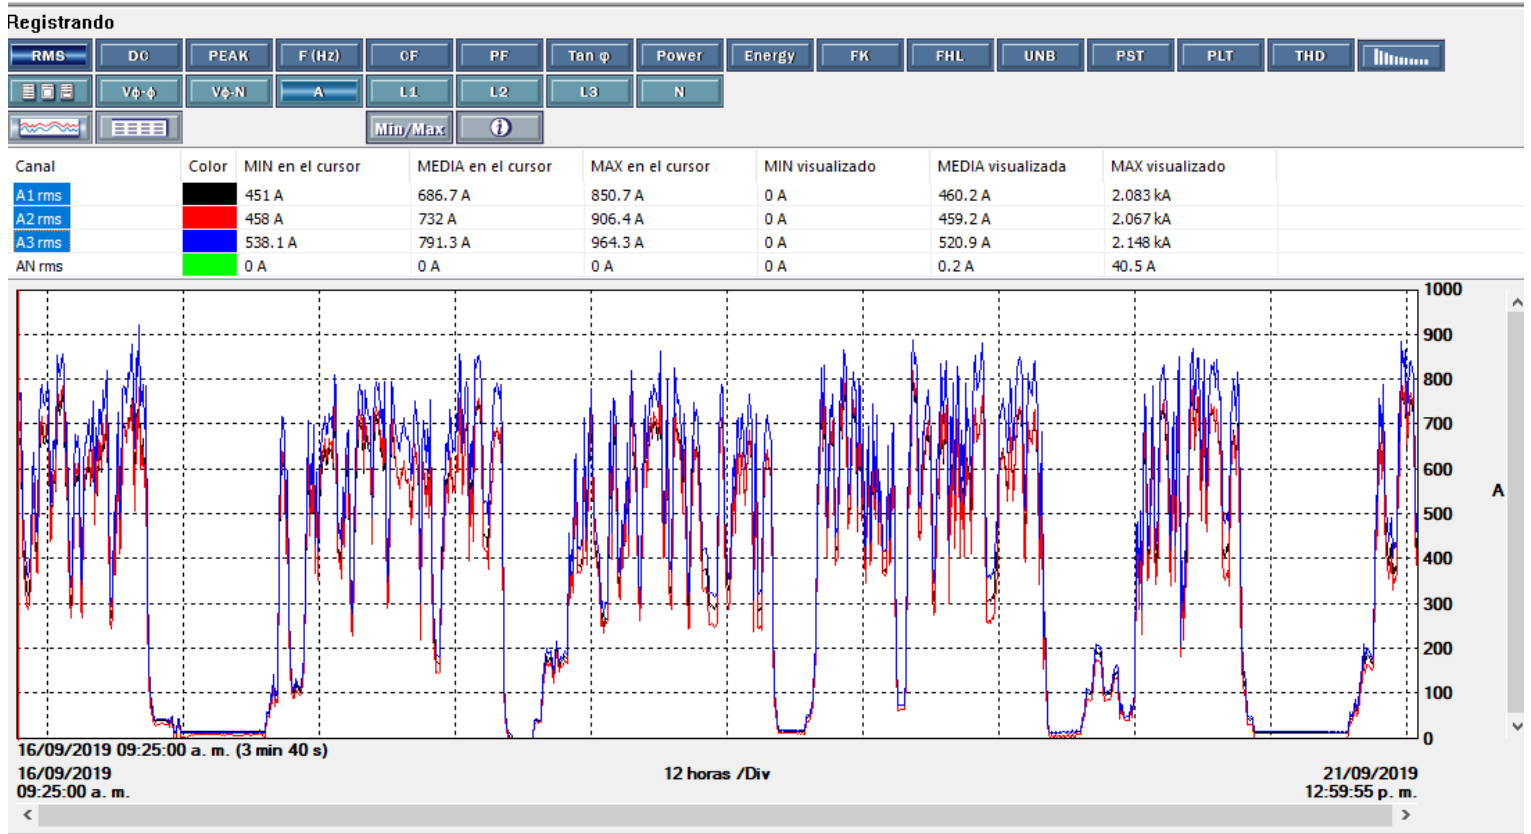 Registrando
RMS DC PEAK F (Hz) CF PF Tan φ Power Energy FK FHL UNB PST PLT THD
Vϕ-ϕ Vϕ-N A L1 L2 L3 N
Min/Max i
Canal Color MIN en el cursor MEDIA en el cursor MAX en el cursor MIN visualizado MEDIA visualizada MAX visualizado
A1 rms 451 A 686.7 A 850.7 A 0 A 460.2 A 2.083 kA
A2 rms 458 A 732 A 906.4 A 0 A 459.2 A 2.067 kA
A3 rms 538.1 A 791.3 A 964.3 A 0 A 520.9 A 2.148 kA
AN rms 0 A 0 A 0 A 0 A 0.2 A 40.5 A
1000
900
800
700
600
A
500
400
300
200
100
0
16/09/2019 09:25:00 a. m. (3 min 40 s)
16/09/2019 12 horas /Div 21/09/2019
09:25:00 a. m. 12:59:55 p. m.